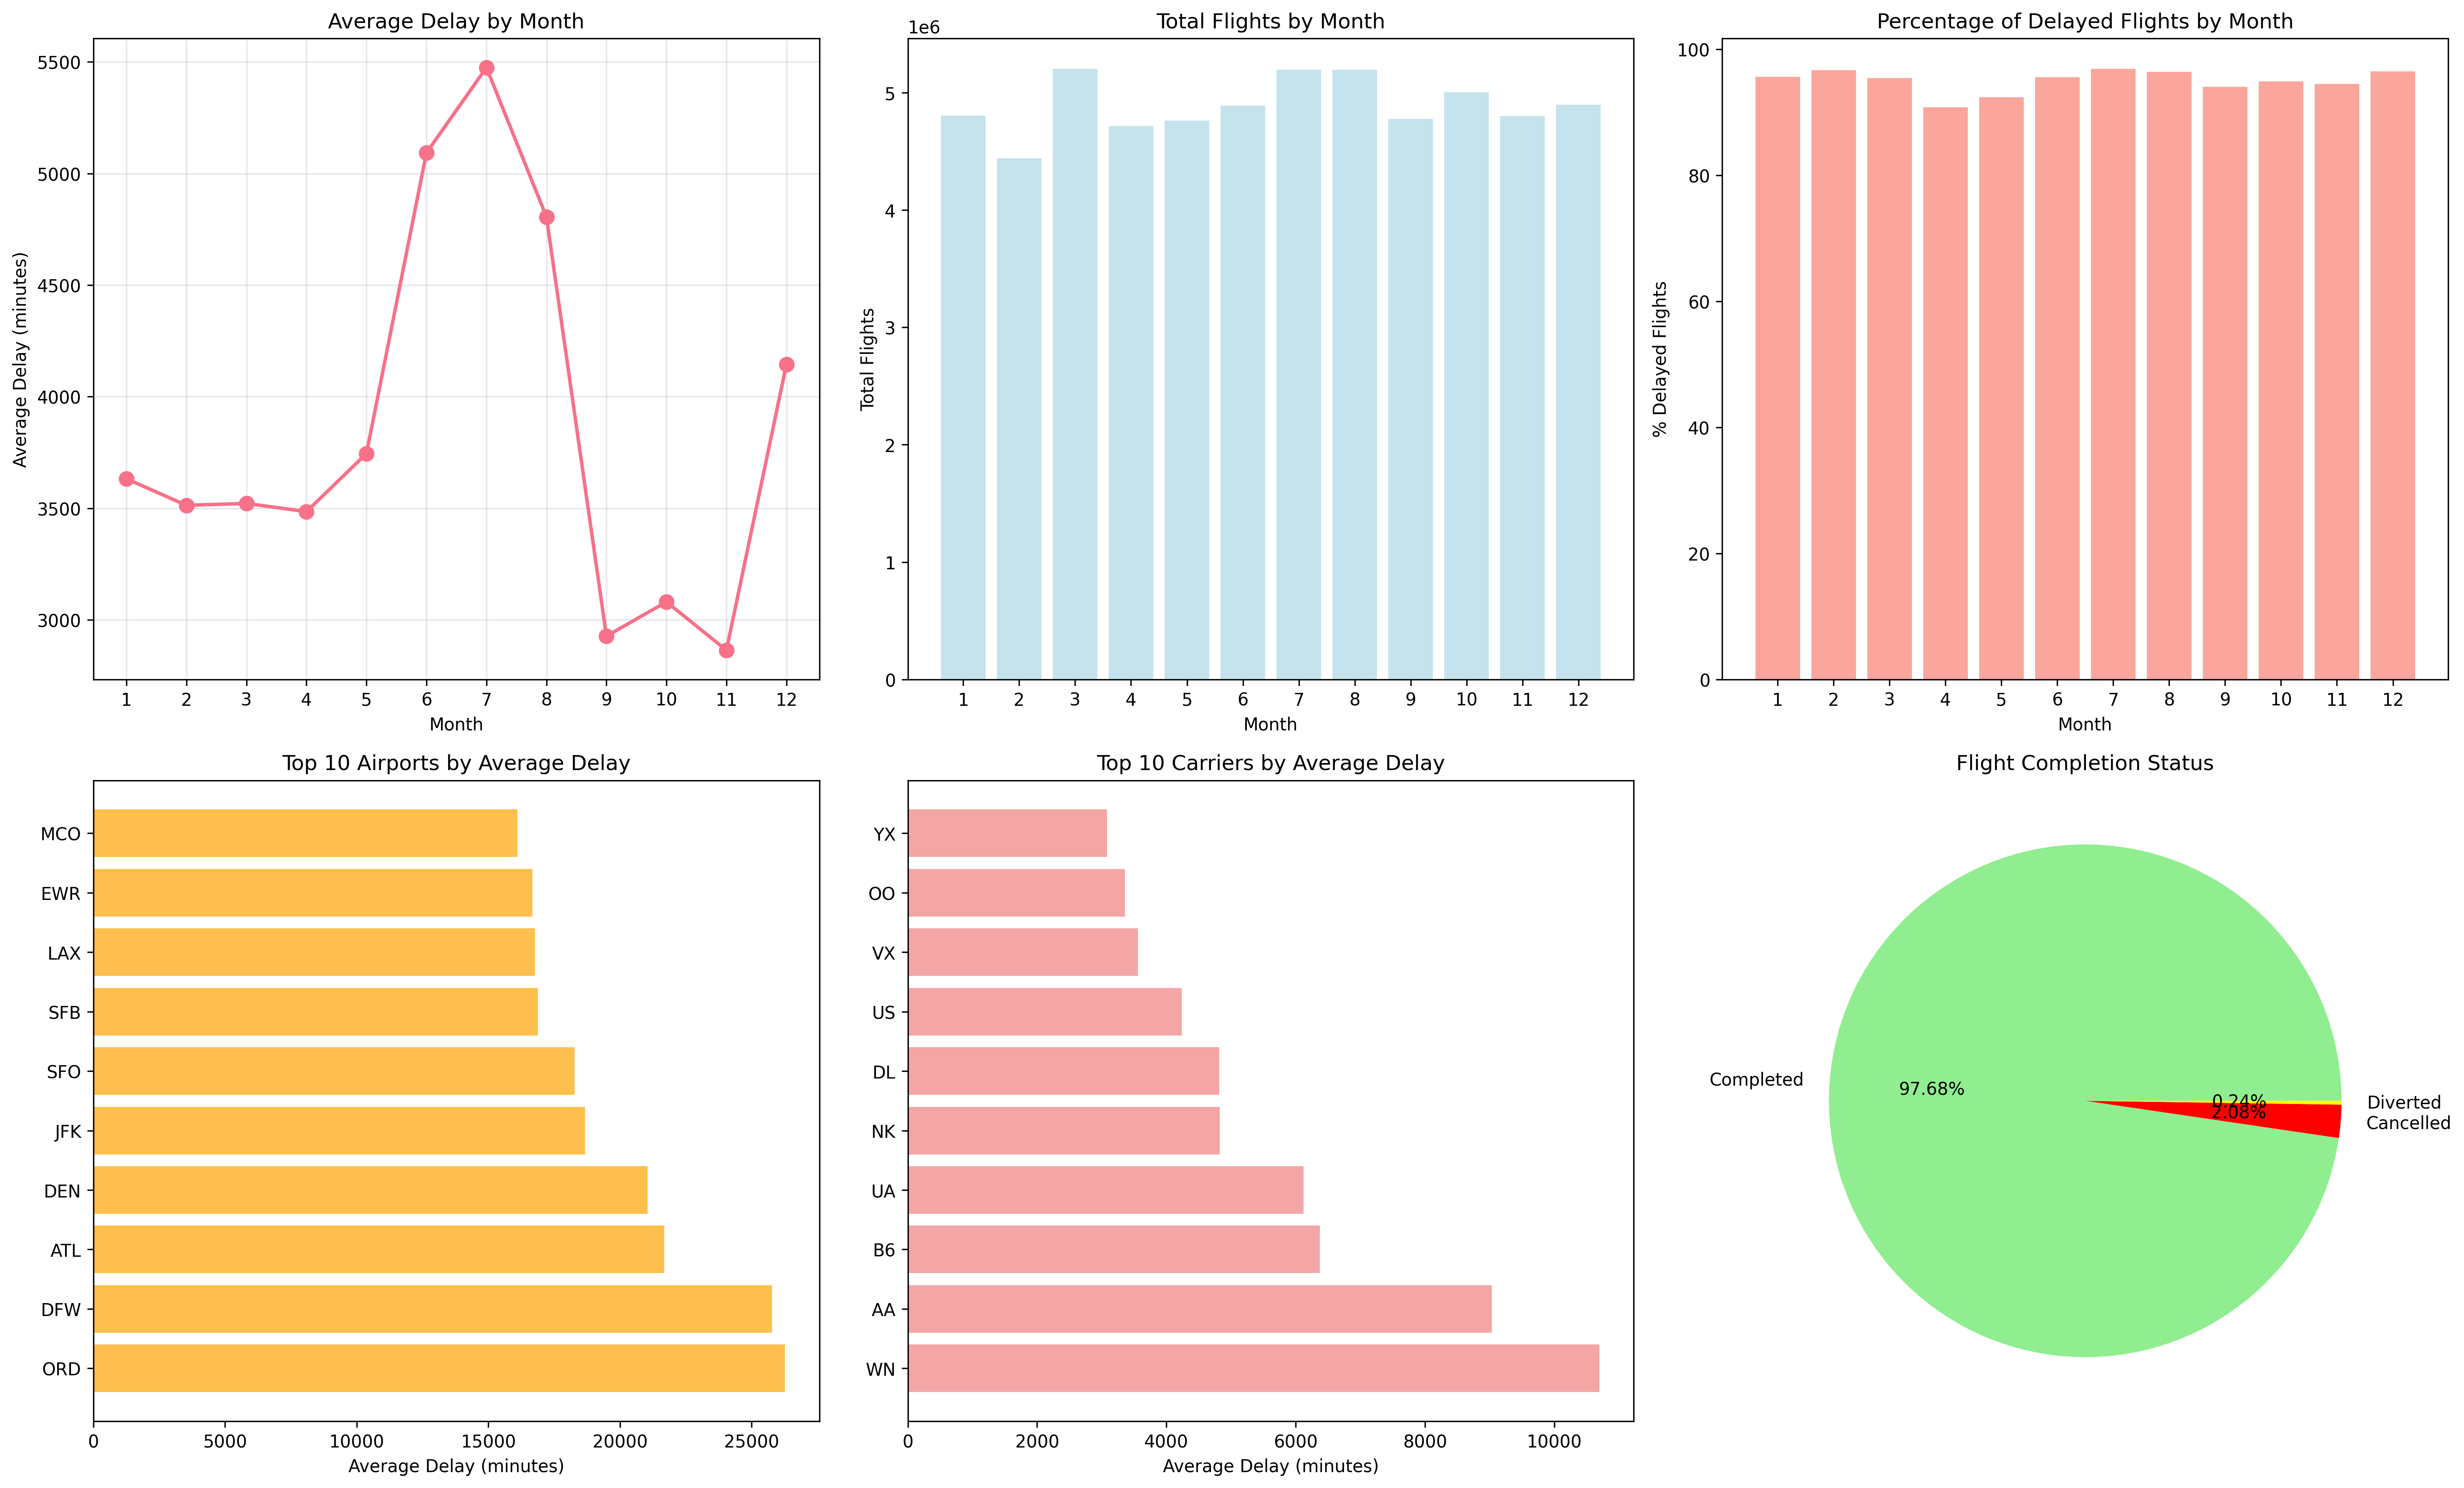 Average Delay by Month
5500
5000
4500
4000
3500
3000
Average Delay (minutes)
1 2 3 4 5 6 7 8 9 10 11 12
Month
Total Flights by Month
1e6
5
4
3
2
1
0
Total Flights
1 2 3 4 5 6 7 8 9 10 11 12
Month
Percentage of Delayed Flights by Month
100
80
60
40
20
0
% Delayed Flights
1 2 3 4 5 6 7 8 9 10 11 12
Month
Top 10 Airports by Average Delay
MCO
EWR
LAX
SFB
SFO
JFK
DEN
ATL
DFW
ORD
0 5000 10000 15000 20000 25000
Average Delay (minutes)
Top 10 Carriers by Average Delay
YX
OO
VX
US
DL
NK
UA
B6
AA
WN
0 2000 4000 6000 8000 10000
Average Delay (minutes)
Flight Completion Status
Completed
97.68%
0.24%
2.08%
Diverted
Cancelled